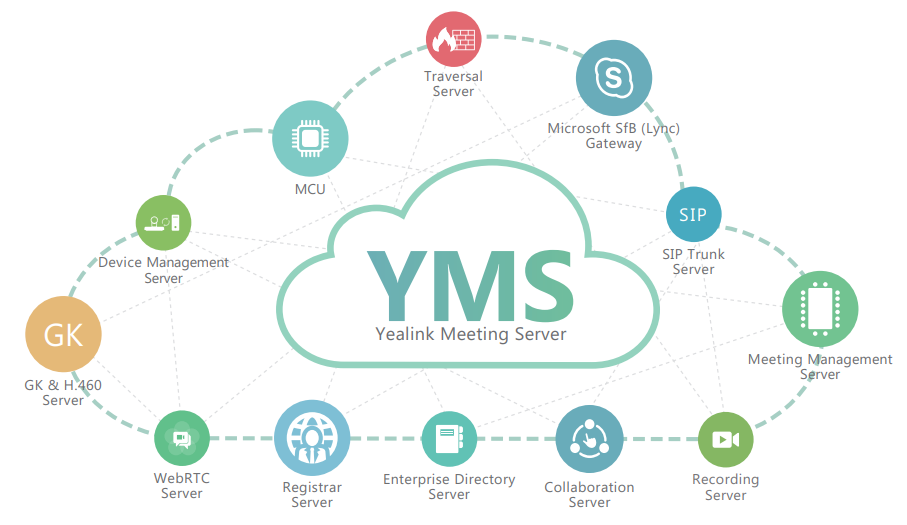 Traversal
Server
S
Microsoft SfB (Lync)
Gateway
MCU
SIP
SIP Trunk
Server
Device Management
Server
YMS
Yealink Meeting Server
GK
GK & H.460
Server
Meeting Management
Server
WebRTC
Server
Registrar
Server
Enterprise Directory
Server
Collaboration
Server
Recording
Server